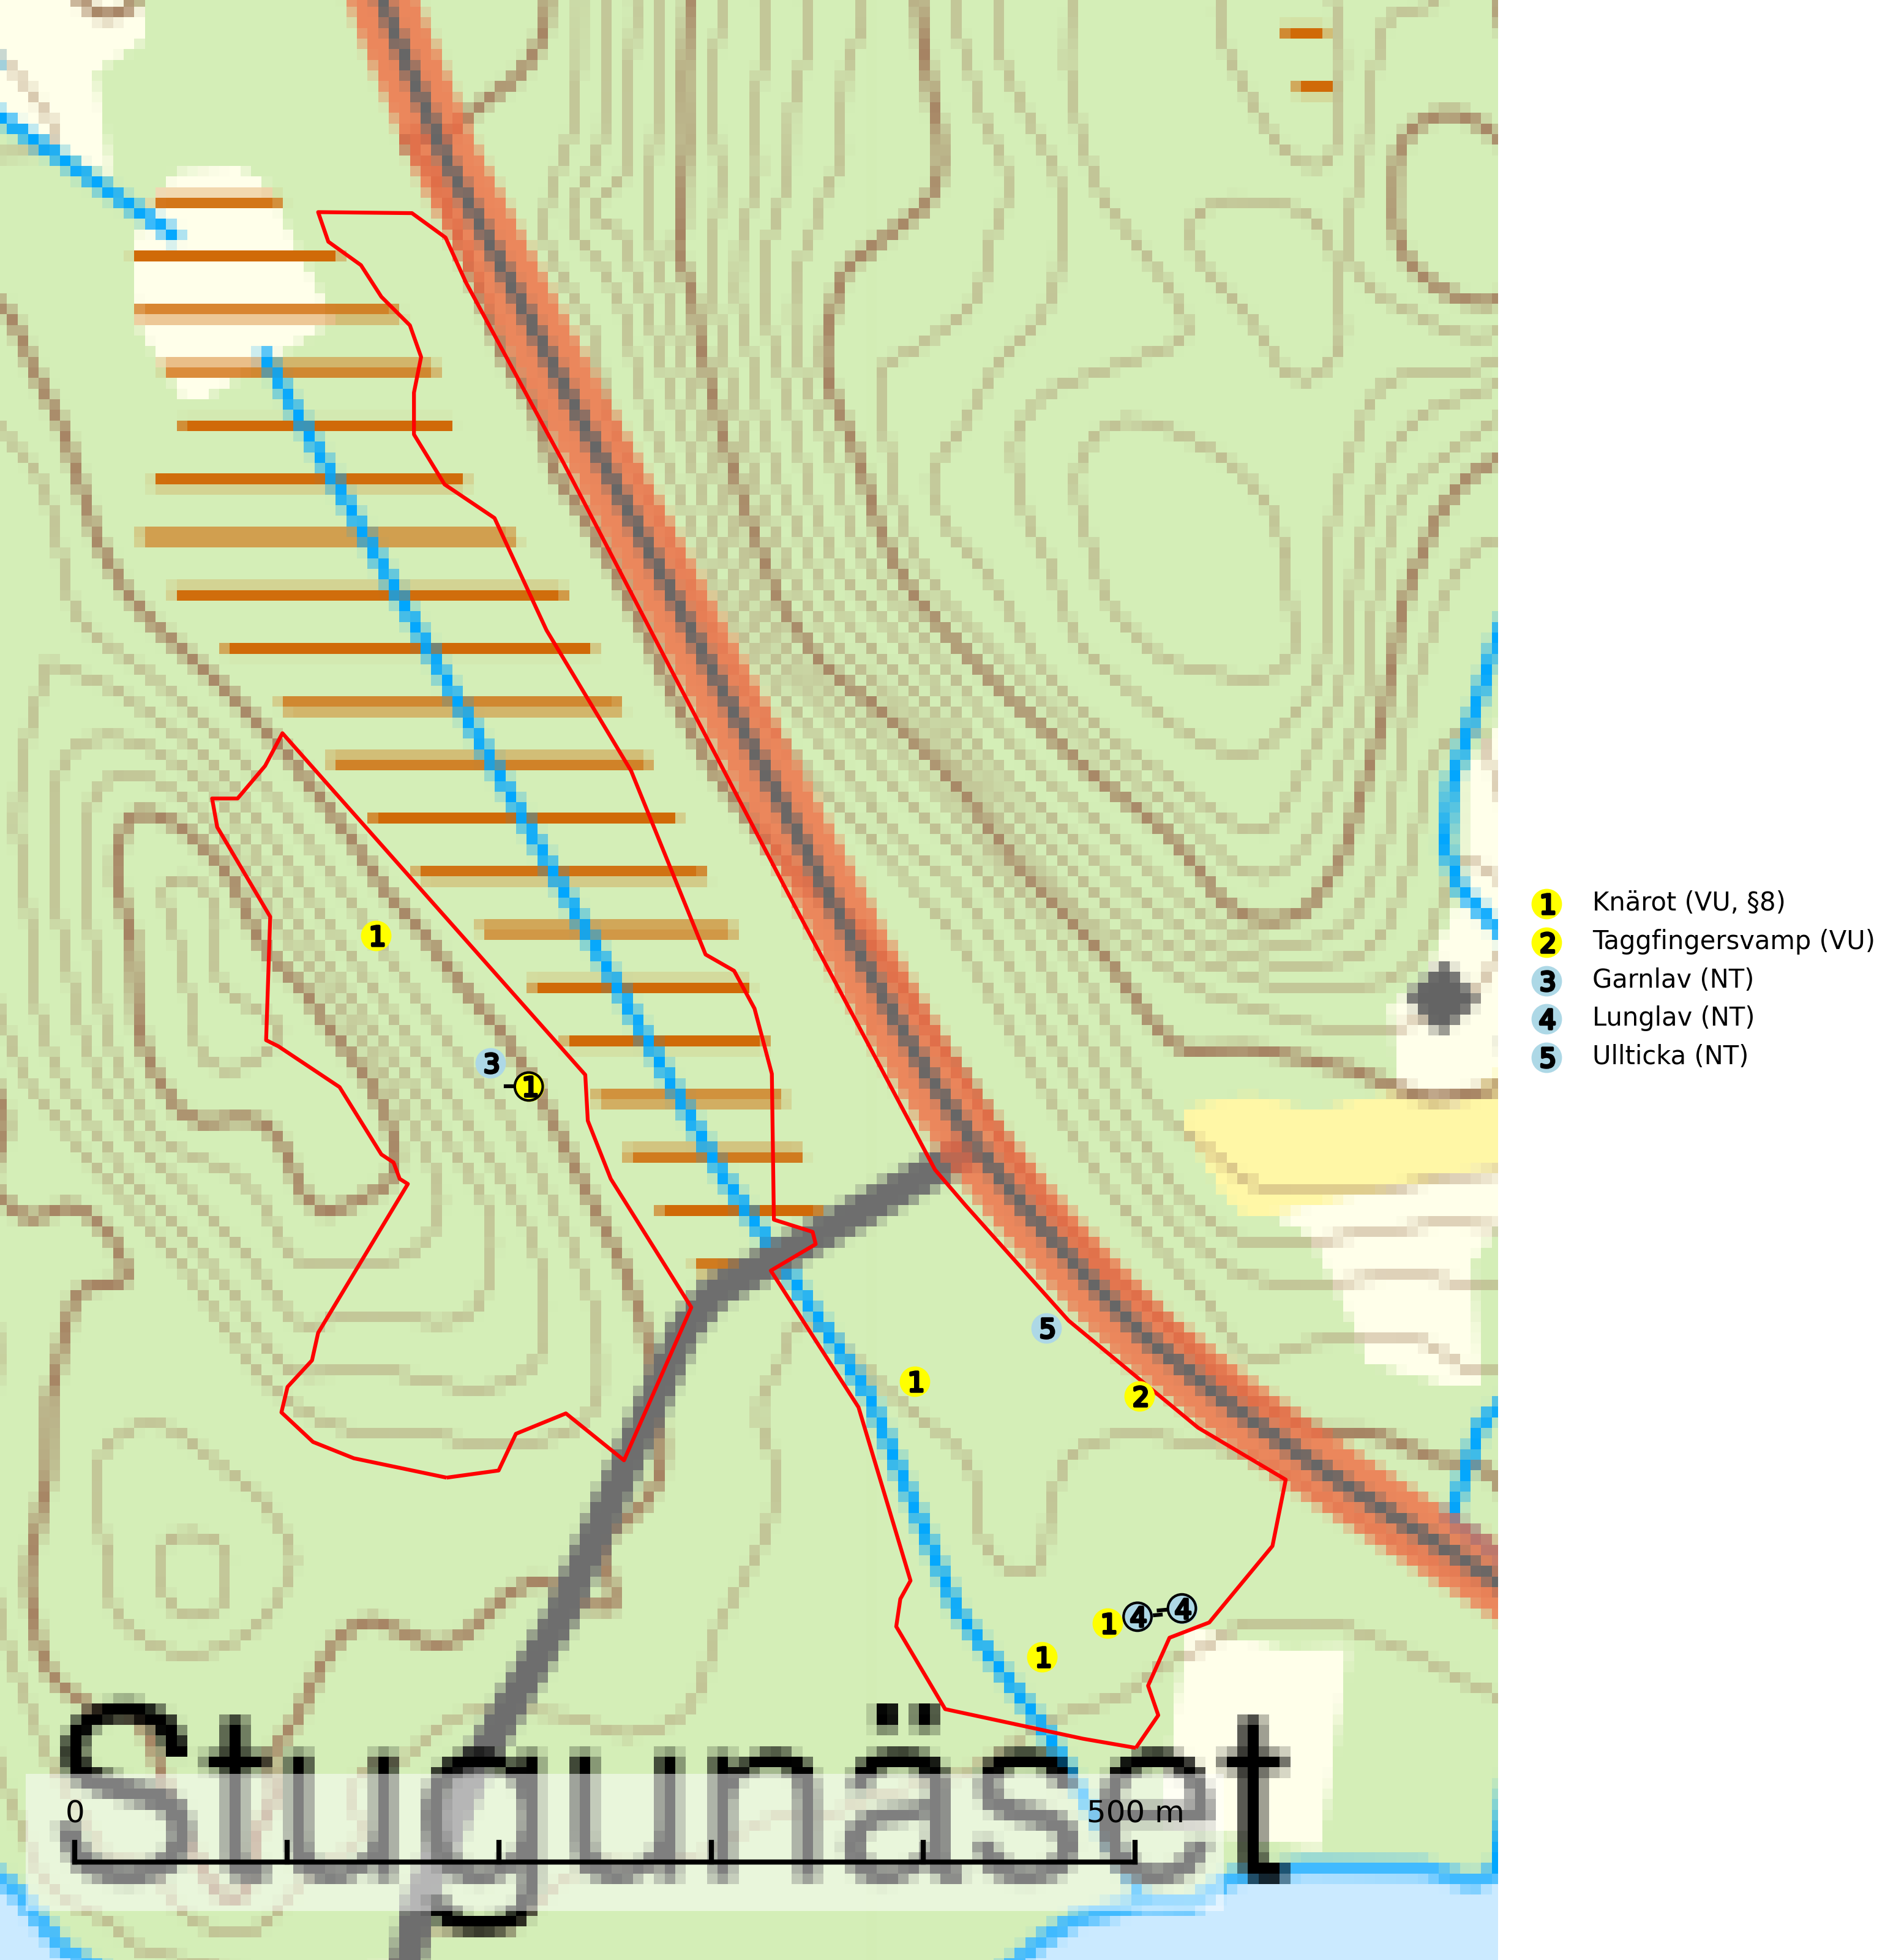 1
3
1
5
1
2
1
4
4
1
Stugunäset
0
500 m
1 Knärot (VU, §8)
2 Taggfingersvamp (VU)
3 Garnlav (NT)
4 Lunglav (NT)
5 Ullticka (NT)